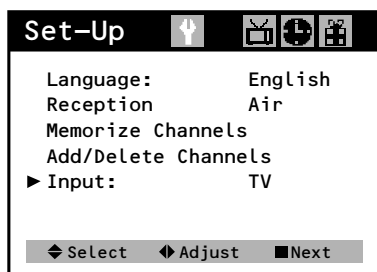 Set-Up
Language: English
Reception Air
Memorize Channels
Add/Delete Channels
Input: TV
Select Adjust Next